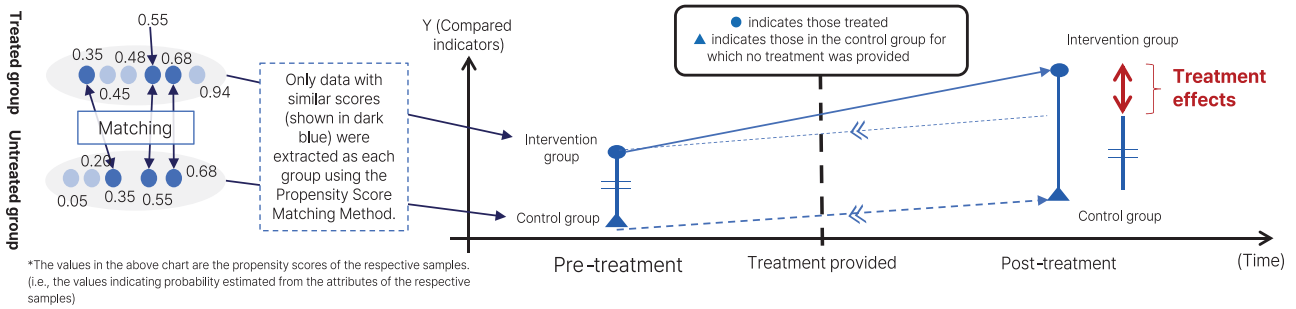 Treated group
Untreated group
0.55
0.35
0.48
0.68
0.45
0.94
Matching
0.20
0.68
0.05
0.35
0.55
Only data with
similar scores
(shown in dark
blue) were
extracted as each
group using the
Propensity Score
Matching Method.
*The values in the above chart are the propensity scores of the respective samples.
(i.e., the values indicating probability estimated from the attributes of the respective
samples)
Y (Compared
indicators)
indicates those treated
indicates those in the control group for
which no treatment was provided
Intervention
group
Control group
Intervention group
Treatment
effects
Control group
Pre-treatment
Treatment provided
Post-treatment
(Time)